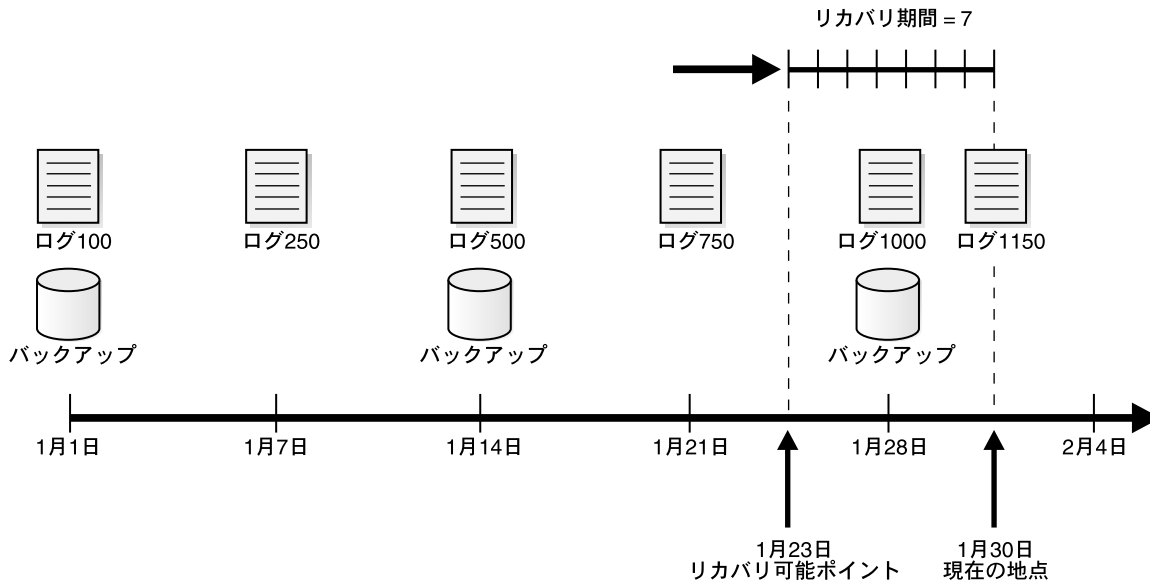 リカバリ期間 = 7
ログ100
ログ250
ログ500
ログ750
ログ1000
ログ1150
バックアップ
バックアップ
バックアップ
1月1日
1月7日
1月14日
1月21日
1月28日
2月4日
1月23日
リカバリ可能ポイント
1月30日
現在の地点